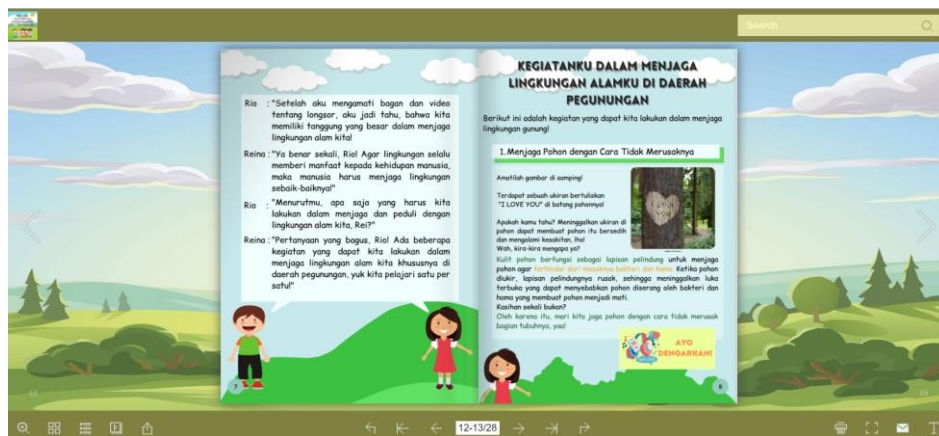 Search
Rio : "Setelah aku mengamati bagan dan video
tentang longsor, aku jadi tahu, bahwa kita
memiliki tanggung yang besar dalam menjaga
lingkungan alam kita!
Reina : "Ya benar sekali, Rio! Agar lingkungan selalu
memberi manfaat kepada kehidupan manusia,
maka manusia harus menjaga lingkungan
sebaik-baiknya!"
Rio : "Menurutmu, apa saja yang harus kita
lakukan dalam menjaga dan peduli dengan
lingkungan alam kita, Rei?"
Reina : "Pertanyaan yang bagus, Rio! Ada beberapa
kegiatan yang dapat kita lakukan dalam
menjaga lingkungan alam kita khususnya di
daerah pegunungan, yuk kita pelajari satu per
satu!"
7
KEGIATANKU DALAM MENJAGA
LINGKUNGAN ALAMKU DI DAERAH
PEGUNUNGAN
Berikut ini adalah kegiatan yang dapat kita lakukan dalam menjaga
lingkungan gunung!
1. Menjaga Pohon dengan Cara Tidak Merusaknya
Amatilah gambar di samping!
Terdapat sebuah ukiran bertuliskan
"I LOVE YOU" di batang pohonnya!
Apakah kamu tahu? Meninggalkan ukiran di
pohon dapat membuat pohon itu bersedih
dan mengalami kesakitan, lho!
Wah, kira-kira mengapa ya?
I LOVE
YOU
Kulit pohon berfungsi sebagai lapisan pelindung untuk menjaga
pohon agar terhindar dari masuknya bakteri dan hama. Ketika pohon
diukir, lapisan pelindungnya rusak, sehingga meninggalkan luka
terbuka yang dapat menyebabkan pohon diserang oleh bakteri dan
hama yang membuat pohon menjadi mati.
Kasihan sekali bukan?
Oleh karena itu, mari kita jaga pohon dengan cara tidak merusak
bagian tubuhnya, yaa!
AYO
DENGARKAN!
8
12-13/28